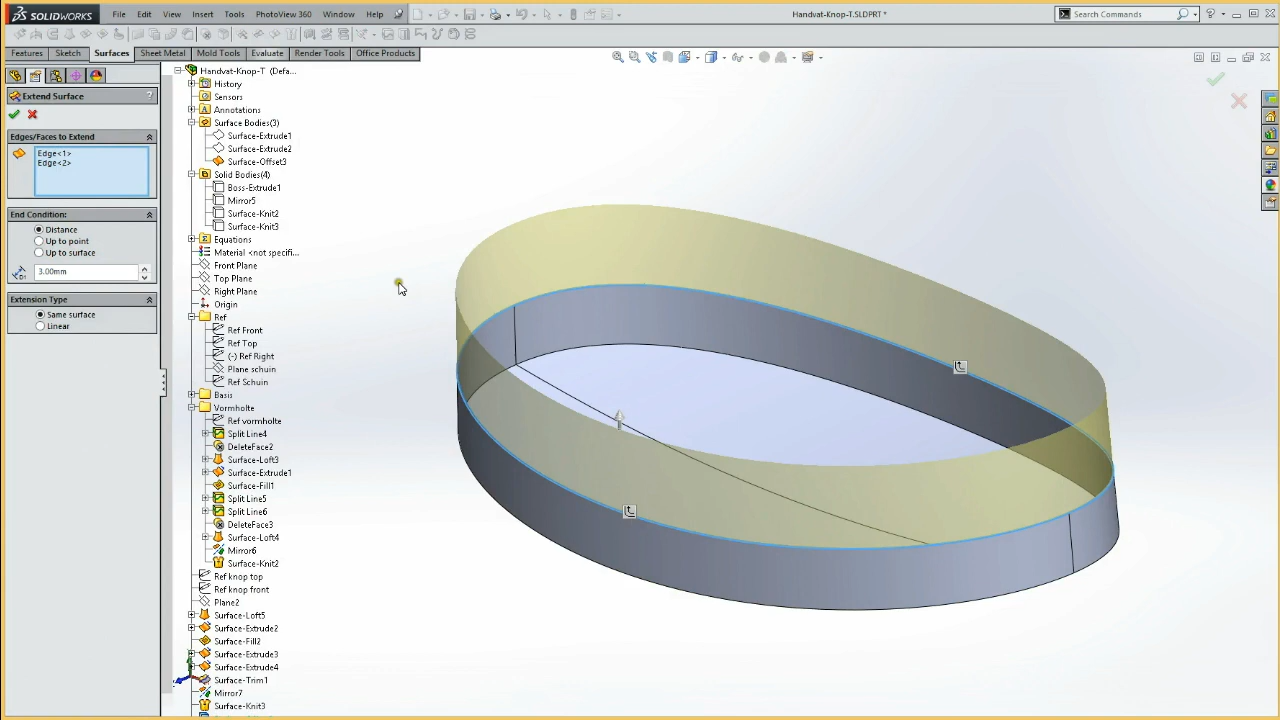 SOLIDWORKS File Edit View Insert Tools PhotoView 360 Window Help Handvat-Knop-T.SLDPRT * Search Commands ?
Features Sketch Surfaces Sheet Metal Mold Tools Evaluate Render Tools Office Products
Extend Surface ?
Edges/Faces to Extend
Edge<1>
Edge<2>
End Condition:
Distance
Up to point
Up to surface
D1 3.00mm
Extension Type
Same surface
Linear
Handvat-Knop-T (Defa...
History
Sensors
Annotations
Surface Bodies(3)
Surface-Extrude1
Surface-Extrude2
Surface-Offset3
Solid Bodies(4)
Boss-Extrude1
Mirror5
Surface-Knit2
Surface-Knit3
Equations
Material <not specifi...
Front Plane
Top Plane
Right Plane
Origin
Ref
Ref Front
Ref Top
(-) Ref Right
Plane schuin
Ref Schuin
Basis
Vormholte
Ref vormholte
Split Line4
DeleteFace2
Surface-Loft3
Surface-Extrude1
Surface-Fill1
Split Line5
Split Line6
DeleteFace3
Surface-Loft4
Mirror6
Surface-Knit2
Ref knop top
Ref knop front
Plane2
Surface-Loft5
Surface-Extrude2
Surface-Fill2
Surface-Extrude3
Surface-Extrude4
Surface-Trim1
Mirror7
Surface-Knit3